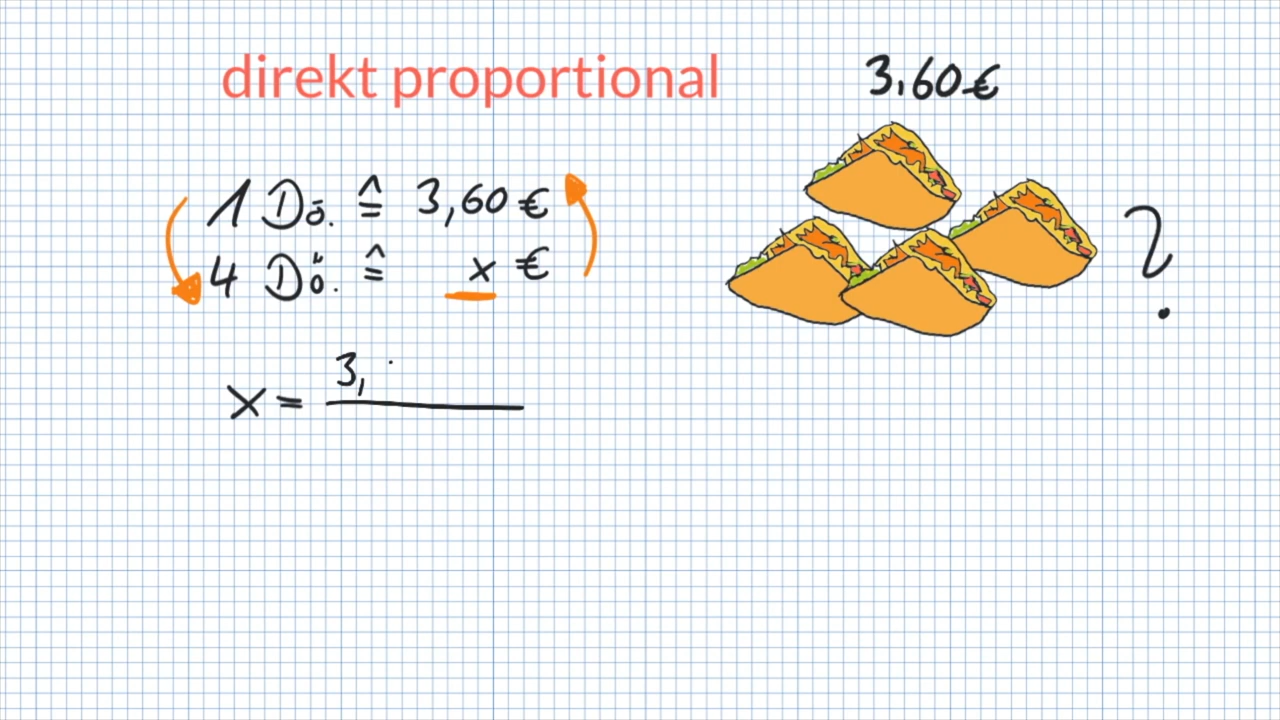 direkt proportional
3,60€
1 Dö. ≙ 3,60 €
4 Dö. ≙ x €
?
x = 3,